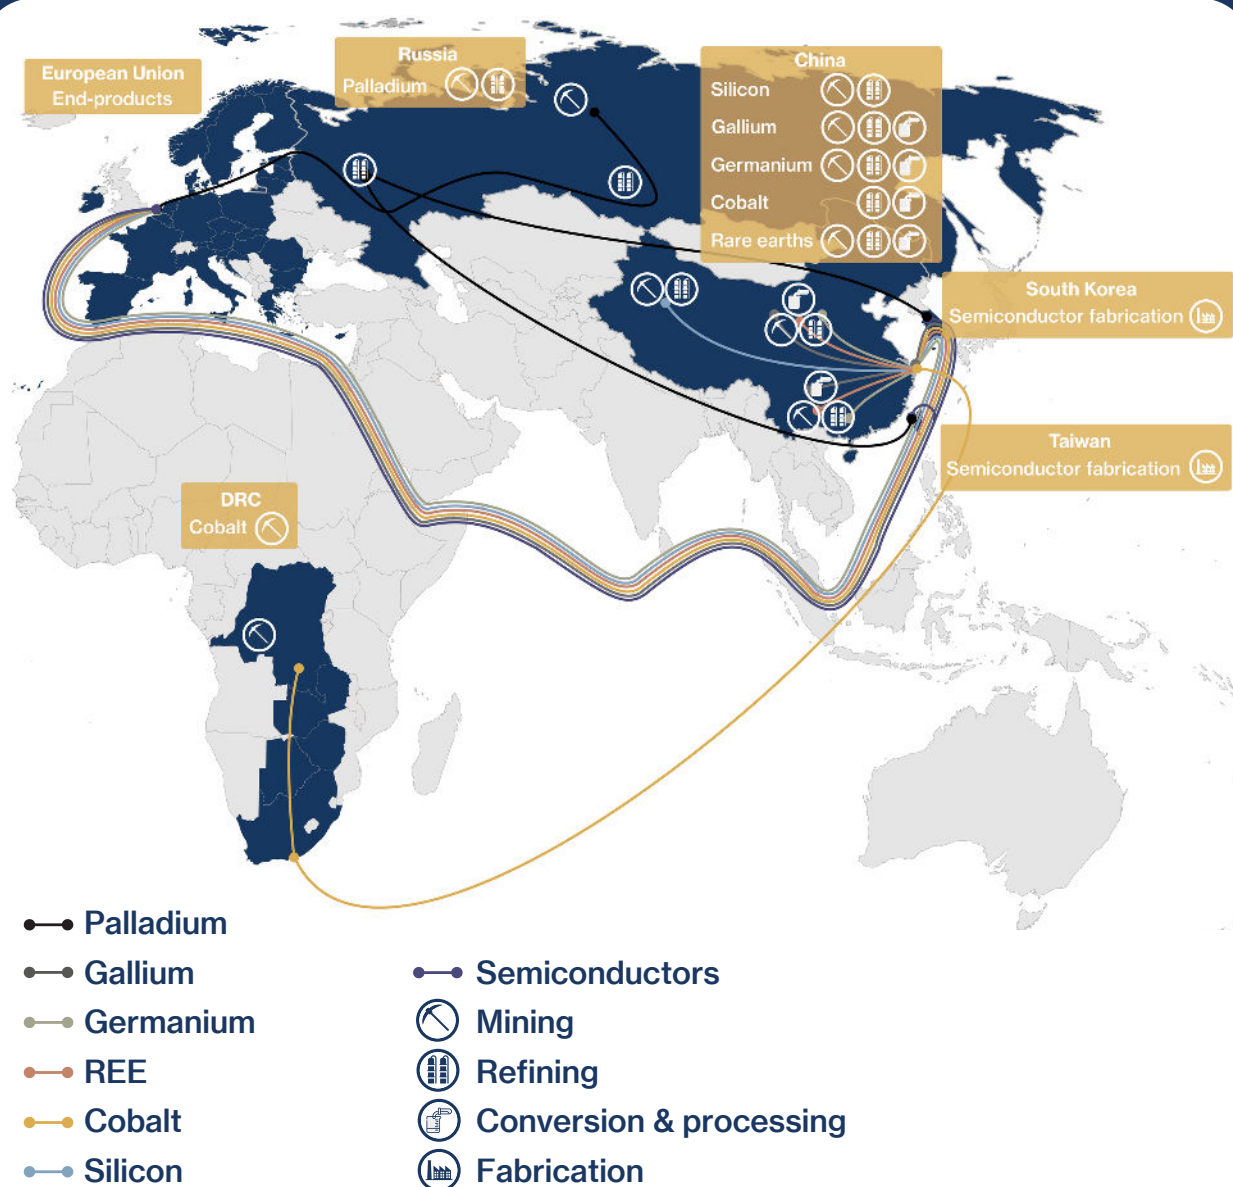 European Union
End-products
Russia
Palladium
China
Silicon
Gallium
Germanium
Cobalt
Rare earths
South Korea
Semiconductor fabrication
Taiwan
Semiconductor fabrication
DRC
Cobalt
Palladium
Gallium
Germanium
REE
Cobalt
Silicon
Semiconductors
Mining
Refining
Conversion & processing
Fabrication